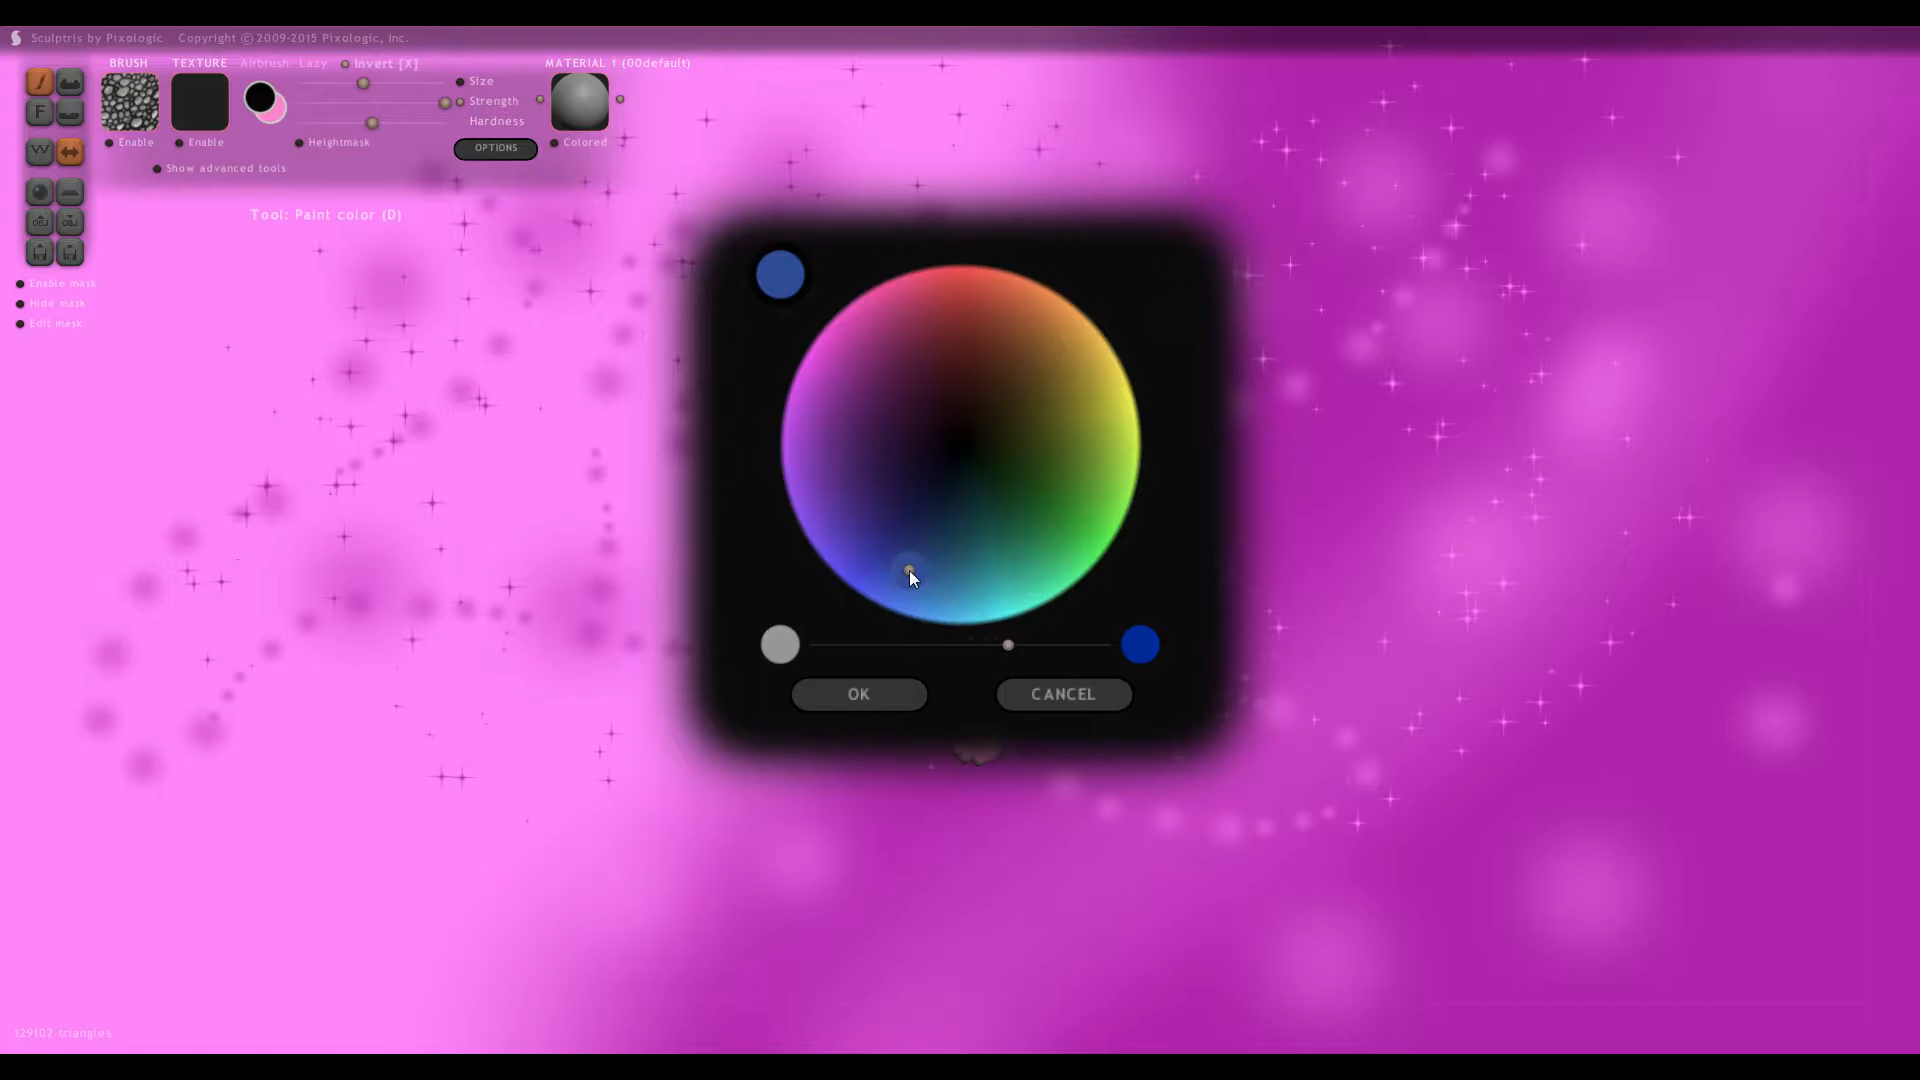 Sculptris by Pixologic Copyright © 2009-2015 Pixologic, Inc.
BRUSH TEXTURE Airbrush Lazy Invert [X] MATERIAL 1 (00default)
Size
Strength
Hardness
F
Enable Enable Heightmask OPTIONS Colored
Show advanced tools
Tool: Paint color (D)
OBJ OBJ
Enable mask
Hide mask
Edit mask
OK CANCEL
129102 triangles